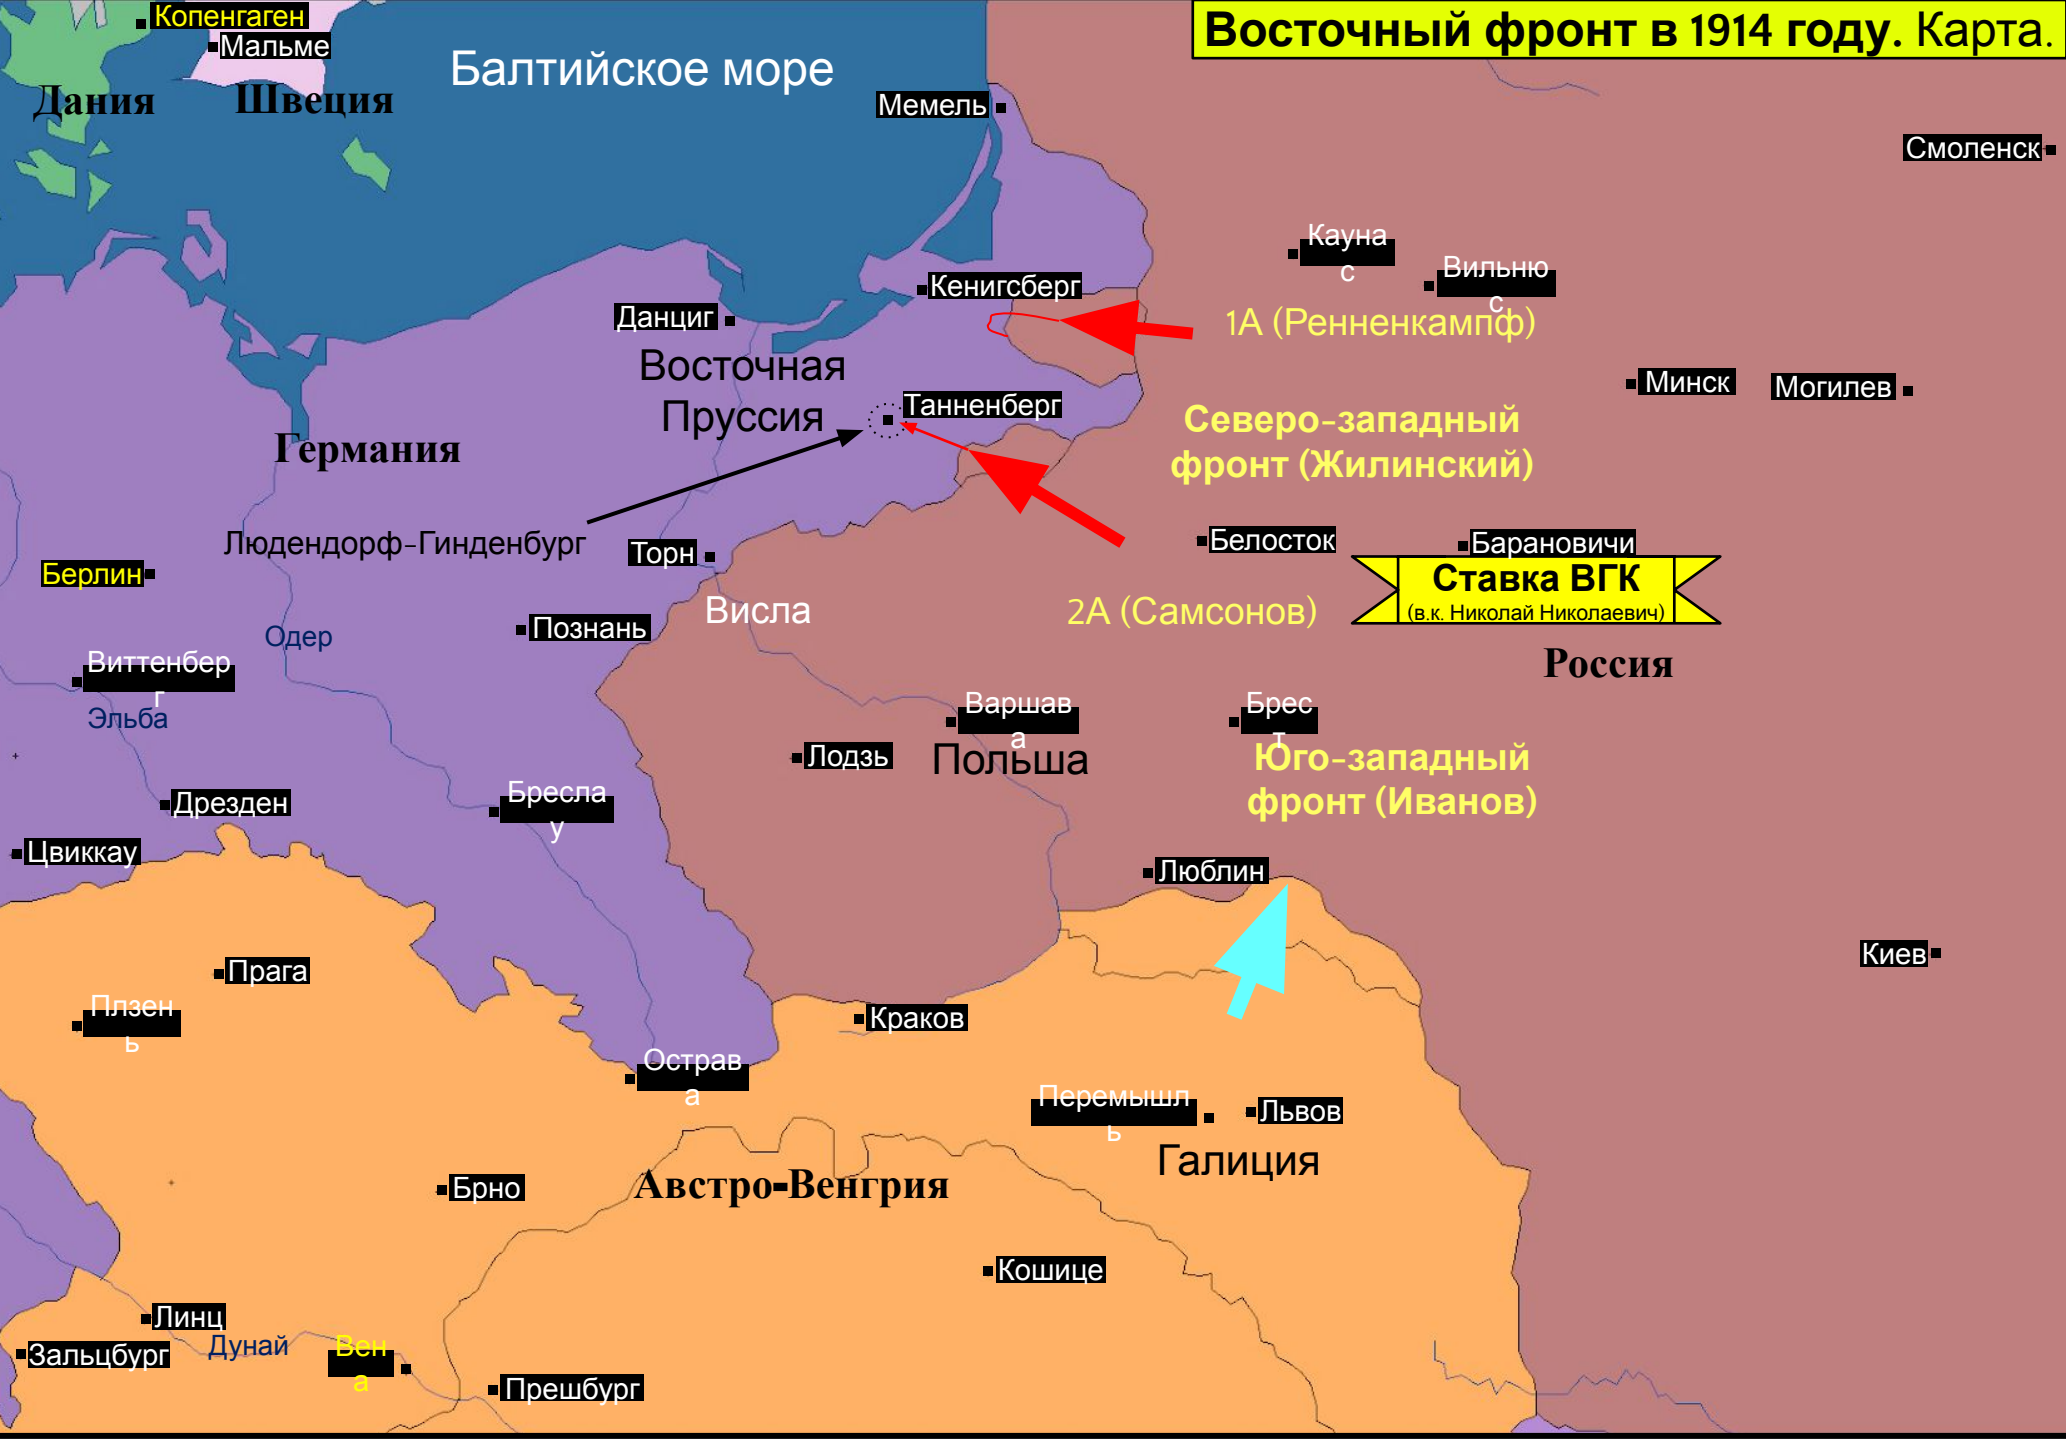 Восточный фронт в 1914 году. Карта.
Копенгаген
Мальме
Балтийское море
Дания
Швеция
Мемель
Смоленск
Кауна
с
Вильню
с
Кенигсберг
Данциг
1А (Ренненкампф)
Восточная
Пруссия
Минск
Могилев
Танненберг
Северо-западный
фронт (Жилинский)
Германия
Людендорф-Гинденбург
Торн
Белосток
Барановичи
Ставка ВГК
(в.к. Николай Николаевич)
Берлин
Висла
2А (Самсонов)
Познань
Одер
Россия
Виттенбер
г
Эльба
Варшав
а
Брес
т
Польша
Лодзь
Юго-западный
фронт (Иванов)
Дрезден
Бресла
у
Цвиккау
Люблин
Киев
Прага
Плзен
ь
Краков
Острав
а
Перемышл
ь
Львов
Галиция
Брно
Австро-Венгрия
Кошице
Линц
Дунай
Зальцбург
Вен
а
Прешбург